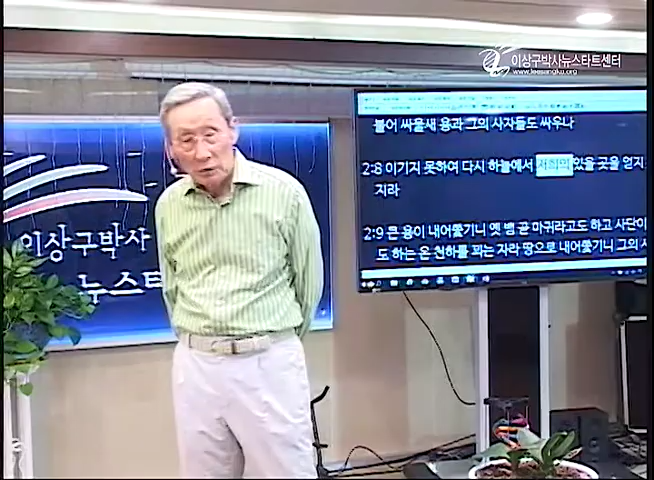 이상구박사뉴스타트센터
www.leesangku.org
불어 싸울새 용과 그의 사자들도 싸우나
2:8 이기지 못하여 다시 하늘에서 저희의 있을 곳을 얻지
지라
2:9 큰 용이 내어쫓기니 옛 뱀 곧 마귀라고도 하고 사단이
도 하는 온 천하를 꾀는 자라 땅으로 내어쫓기니 그의 사
이상구박사
뉴스트